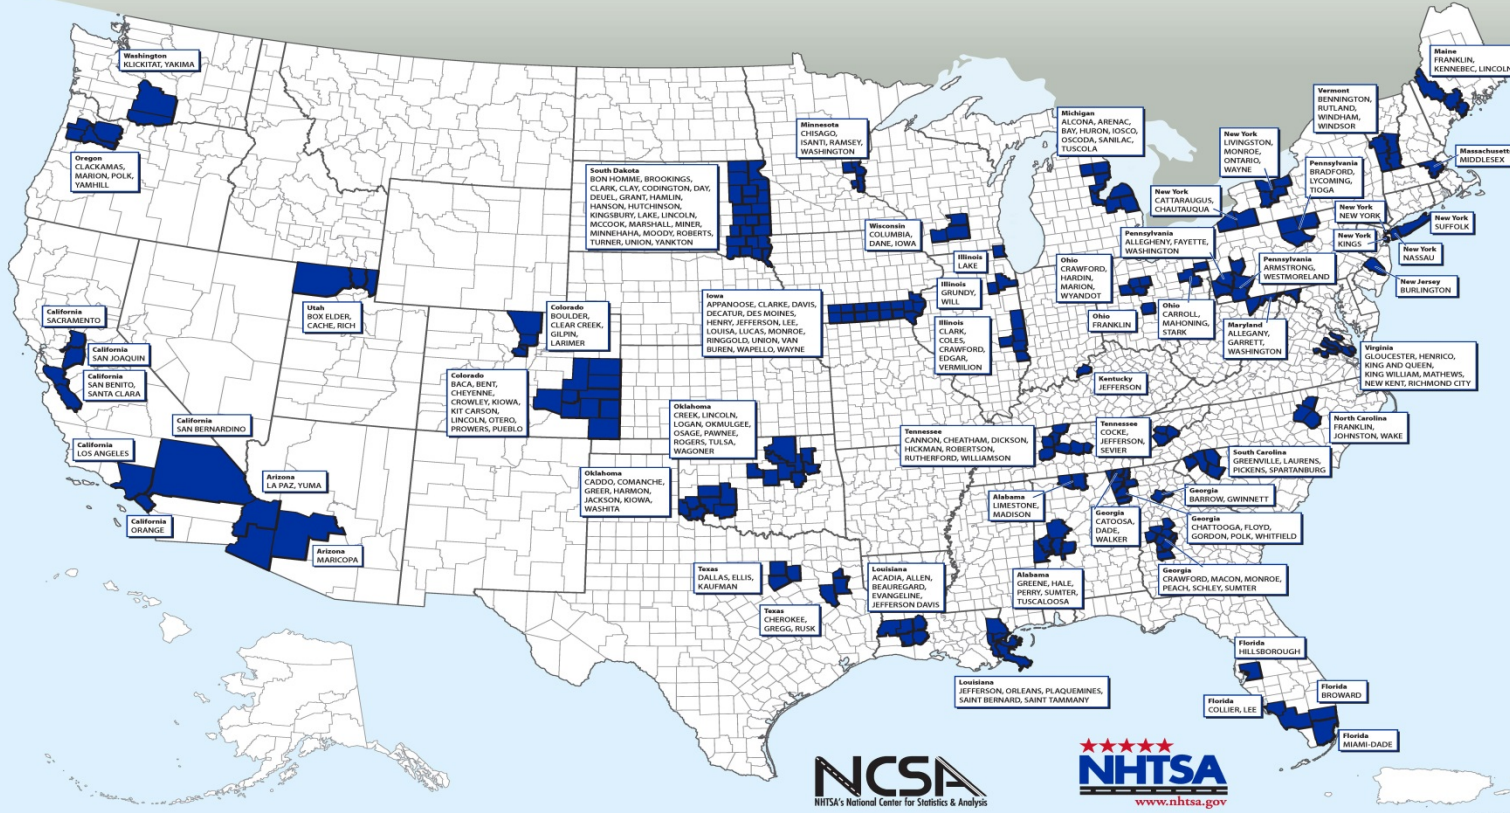 Washington
KLICKITAT, YAKIMA
Oregon
CLACKAMAS,
MARION, POLK,
YAMHILL
California
SACRAMENTO
California
SAN JOAQUIN
California
SAN BENITO,
SANTA CLARA
California
SAN BERNARDINO
California
LOS ANGELES
California
ORANGE
Arizona
LA PAZ, YUMA
Arizona
MARICOPA
Utah
BOX ELDER,
CACHE, RICH
Colorado
BOULDER,
CLEAR CREEK,
GILPIN,
LARIMER
Colorado
BACA, BENT,
CHEYENNE,
CROWLEY, KIOWA,
KIT CARSON,
LINCOLN, OTERO,
PROWERS, PUEBLO
South Dakota
BON HOMME, BROOKINGS,
CLARK, CLAY, CODINGTON, DAY,
DEUEL, GRANT, HAMLIN,
HANSON, HUTCHINSON,
KINGSBURY, LAKE, LINCOLN,
MCCOOK, MARSHALL, MINER,
MINNEHAHA, MOODY, ROBERTS,
TURNER, UNION, YANKTON
Minnesota
CHISAGO,
ISANTI, RAMSEY,
WASHINGTON
Iowa
APPANOOSE, CLARKE, DAVIS,
DECATUR, DES MOINES,
HENRY, JEFFERSON, LEE,
LOUISA, LUCAS, MONROE,
RINGGOLD, UNION, VAN
BUREN, WAPELLO, WAYNE
Oklahoma
CREEK, LINCOLN,
LOGAN, OKMULGEE,
OSAGE, PAWNEE,
ROGERS, TULSA,
WAGONER
Oklahoma
CADDO, COMANCHE,
GREER, HARMON,
JACKSON, KIOWA,
WASHITA
Texas
DALLAS, ELLIS,
KAUFMAN
Texas
CHEROKEE,
GREGG, RUSK
Louisiana
ACADIA, ALLEN,
BEAUREGARD,
EVANGELINE,
JEFFERSON DAVIS
Louisiana
JEFFERSON, ORLEANS, PLAQUEMINES,
SAINT BERNARD, SAINT TAMMANY
Wisconsin
COLUMBIA,
DANE, IOWA
Illinois
LAKE
Illinois
GRUNDY,
WILL
Illinois
CLARK,
COLES,
CRAWFORD,
EDGAR,
VERMILION
Michigan
ALCONA, ARENAC,
BAY, HURON, IOSCO,
OSCODA, SANILAC,
TUSCOLA
Ohio
CRAWFORD,
HARDIN,
MARION,
WYANDOT
Ohio
FRANKLIN
Ohio
CARROLL,
MAHONING,
STARK
Kentucky
JEFFERSON
Tennessee
CANNON, CHEATHAM, DICKSON,
HICKMAN, ROBERTSON,
RUTHERFORD, WILLIAMSON
Tennessee
COCKE,
JEFFERSON,
SEVIER
Alabama
LIMESTONE,
MADISON
Alabama
GREENE, HALE,
PERRY, SUMTER,
TUSCALOOSA
Georgia
CATOOSA,
DADE,
WALKER
Georgia
BARROW, GWINNETT
Georgia
CHATTOOGA, FLOYD,
GORDON, POLK, WHITFIELD
Georgia
CRAWFORD, MACON, MONROE,
PEACH, SCHLEY, SUMTER
South Carolina
GREENVILLE, LAURENS,
PICKENS, SPARTANBURG
North Carolina
FRANKLIN,
JOHNSTON, WAKE
Virginia
GLOUCESTER, HENRICO,
KING AND QUEEN,
KING WILLIAM, MATHEWS,
NEW KENT, RICHMOND CITY
Maryland
ALLEGANY,
GARRETT,
WASHINGTON
Pennsylvania
ALLEGHENY, FAYETTE,
WASHINGTON
Pennsylvania
ARMSTRONG,
WESTMORELAND
Pennsylvania
BRADFORD,
LYCOMING,
TIOGA
New York
CATTARAUGUS,
CHAUTAUQUA
New York
LIVINGSTON,
MONROE,
ONTARIO,
WAYNE
New York
NEW YORK
New York
KINGS
New York
SUFFOLK
New York
NASSAU
New Jersey
BURLINGTON
Vermont
BENNINGTON,
RUTLAND,
WINDHAM,
WINDSOR
Maine
FRANKLIN,
KENNEBEC, LINCOLN
Massachusett
MIDDLESEX
Florida
HILLSBOROUGH
Florida
BROWARD
Florida
COLLIER, LEE
Florida
MIAMI-DADE
NCSA
NHTSA's National Center for Statistics & Analysis
NHTSA
www.nhtsa.gov